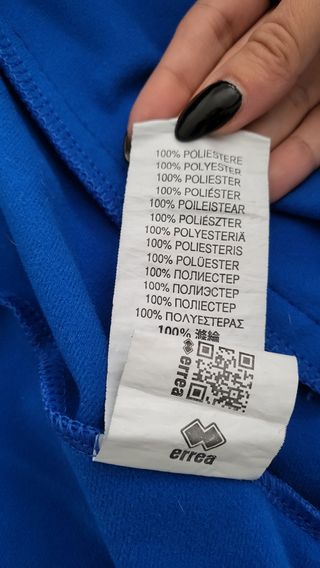 100% POLIESTERE
100% POLYESTER
100% POLIESTER
100% POLIÉSTER
100% POILEISTEAR
100% POLIÉSZTER
100% POLYESTERIÄ
100% POLIESTERIS
100% POLÜESTER
100% ПОЛИЕСТЕР
100% ПОЛИЭСТЕР
100% ПОЛІЕСТЕР
100% ΠΟΛΥΕΣΤΕΡΑΣ
100% 滌綸
errea
errea